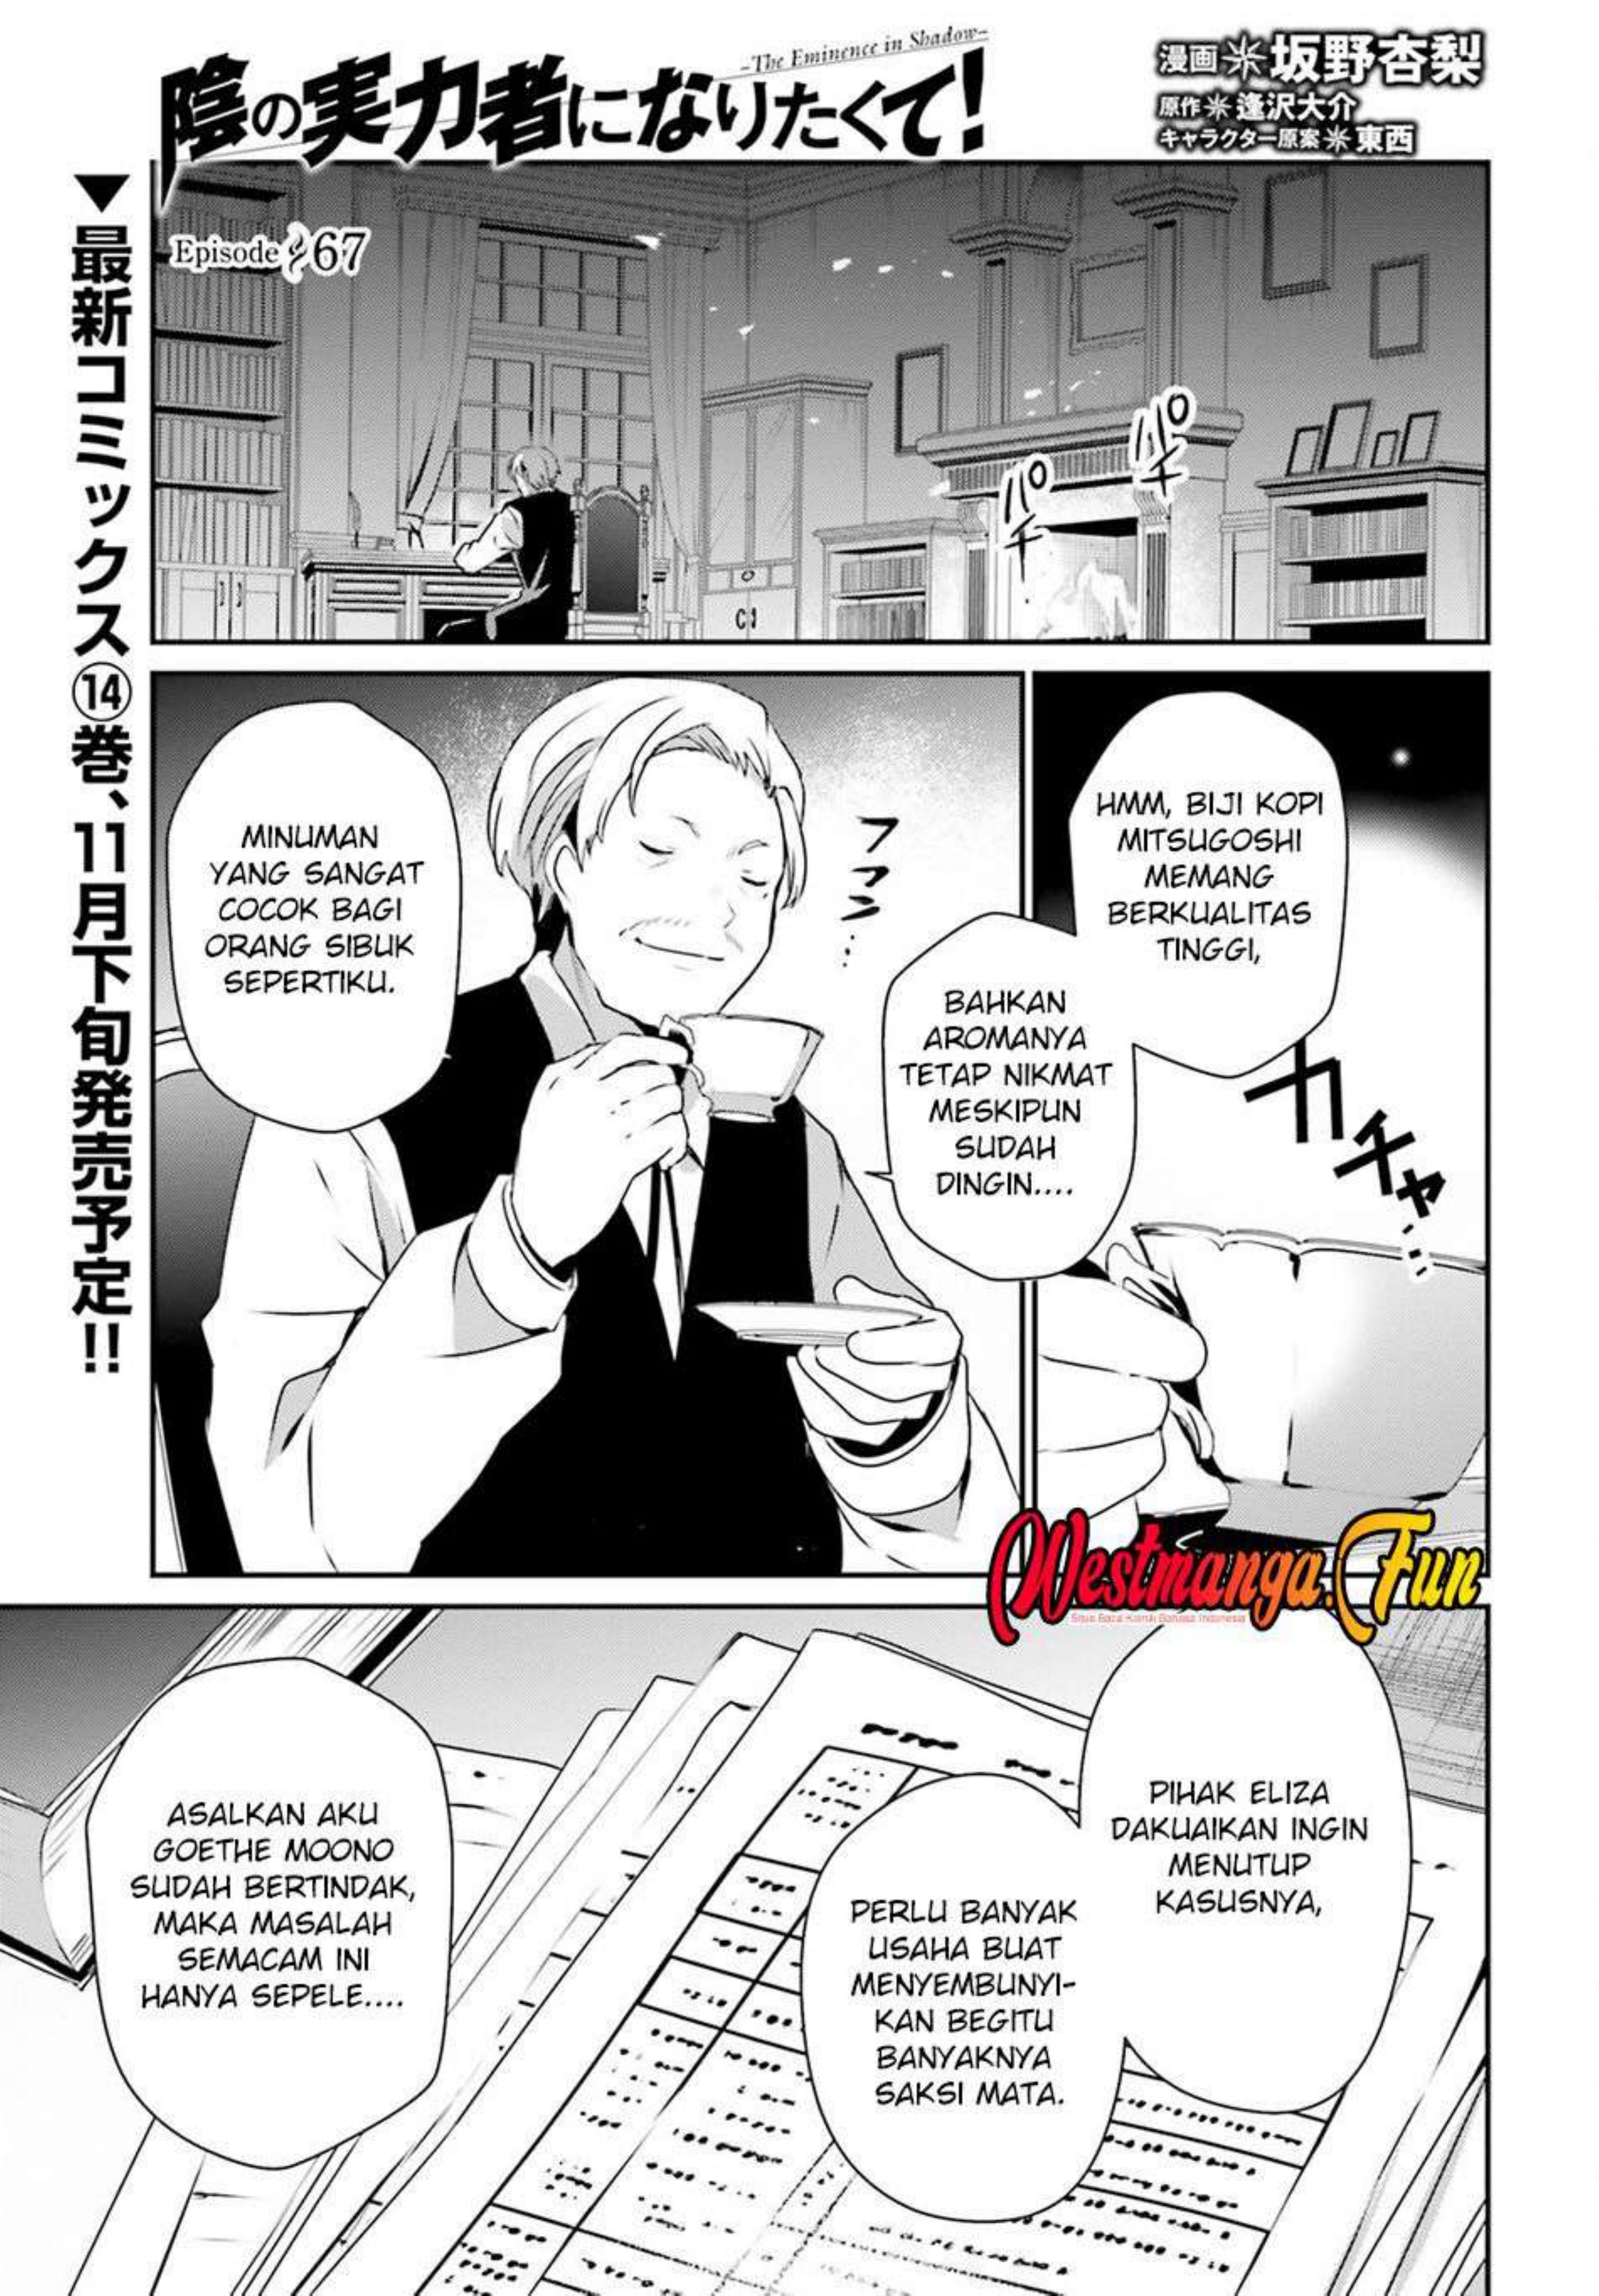 陰の実力者になりたくて!
-The Eminence in Shadow-
漫画 坂野杏梨
原作 逢沢大介
キャラクター原案 東西
Episode 67
▼最新コミックス⑭巻、11月下旬発売予定!!
パチ
パチ
HMM, BIJI KOPI
MITSUGOSHI
MEMANG
BERKUALITAS
TINGGI,
BAHKAN
AROMANYA
TETAP NIKMAT
MESKIPUN
SUDAH
DINGIN....
カチャ…
フフン…
MINUMAN
YANG SANGAT
COCOK BAGI
ORANG SIBUK
SEPERTIKU.
Westmanga.Fun
Situs Baca Komik Bahasa Indonesia
PIHAK ELIZA
DAKUAIKAN INGIN
MENUTUP
KASUSNYA,
PERLU BANYAK
USAHA BUAT
MENYEMBUNYI-
KAN BEGITU
BANYAKNYA
SAKSI MATA.
ASALKAN AKU
GOETHE MOONO
SUDAH BERTINDAK,
MAKA MASALAH
SEMACAM INI
HANYA SEPELE....